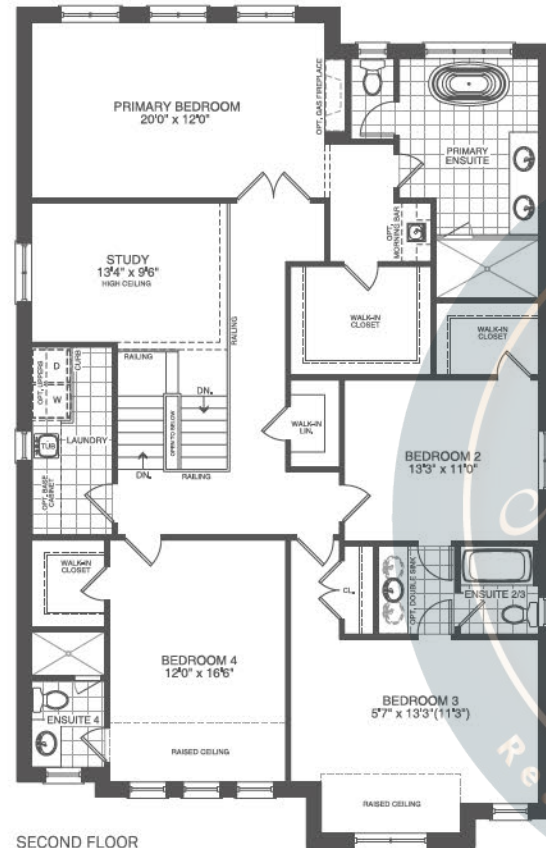 OPT. GAS FIREPLACE
PRIMARY BEDROOM
20'0" x 12'0"
PRIMARY
ENSUITE
OPT.
MORNING BAR
STUDY
13'4" x 9'6"
HIGH CEILING
RAILING
WALK-IN
CLOSET
WALK-IN
CLOSET
RAILING
CURB
OPT. UPPERS
D
W
DN.
OPEN TO BELOW
WALK-IN
LIN.
LAUNDRY
TUB
BEDROOM 2
13'3" x 11'0"
DN.
RAILING
OPT. BASE
CABINET
WALK-IN
CLOSET
CL.
OPT. DOUBLE SINK
ENSUITE 2/3
BEDROOM 4
12'0" x 16'6"
BEDROOM 3
5'7" x 13'3"(11'3")
ENSUITE 4
RAISED CEILING
RAISED CEILING
SECOND FLOOR